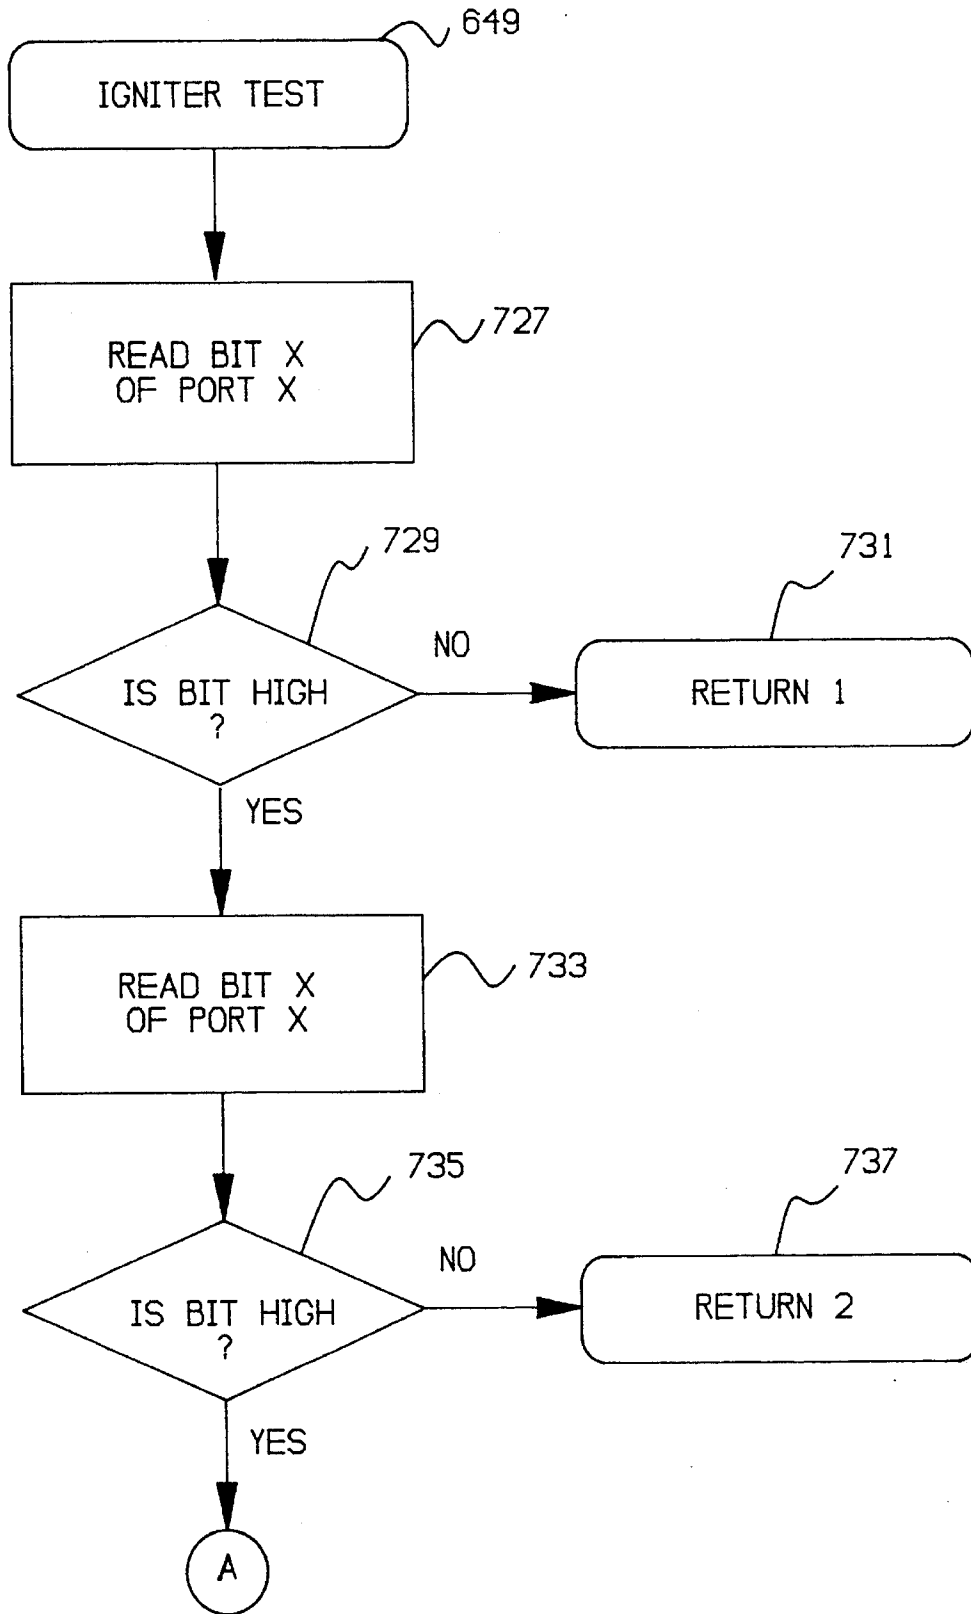 649
IGNITER TEST
727
READ BIT X
OF PORT X
729
731
NO
IS BIT HIGH
?
RETURN 1
YES
733
READ BIT X
OF PORT X
735
737
NO
IS BIT HIGH
?
RETURN 2
YES
A